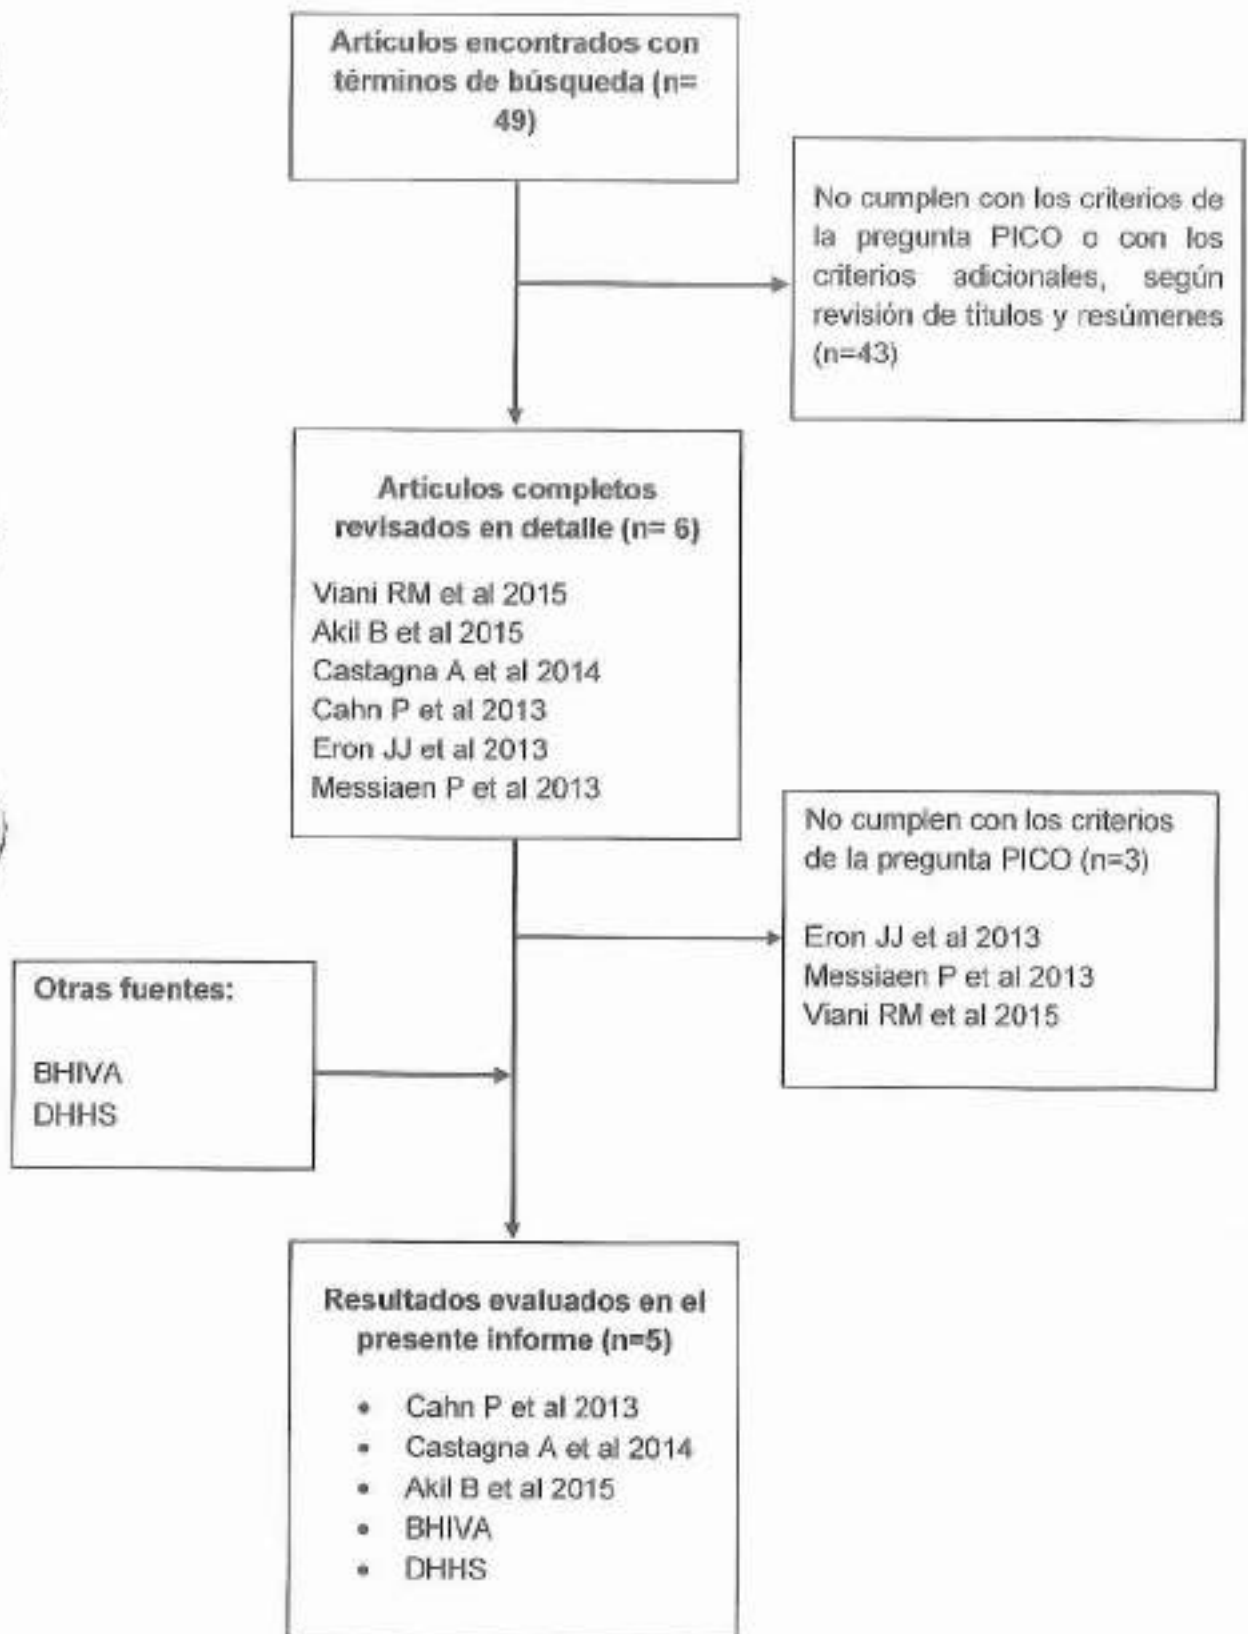 Artículos encontrados con
términos de búsqueda (n=
49)
No cumplen con los criterios de
la pregunta PICO o con los
criterios adicionales, según
revisión de títulos y resúmenes
(n=43)
Artículos completos
revisados en detalle (n= 6)
Viani RM et al 2015
Akil B et al 2015
Castagna A et al 2014
Cahn P et al 2013
Eron JJ et al 2013
Messiaen P et al 2013
No cumplen con los criterios
de la pregunta PICO (n=3)
Eron JJ et al 2013
Messiaen P et al 2013
Viani RM et al 2015
Otras fuentes:
BHIVA
DHHS
Resultados evaluados en el
presente informe (n=5)
• Cahn P et al 2013
• Castagna A et al 2014
• Akil B et al 2015
• BHIVA
• DHHS